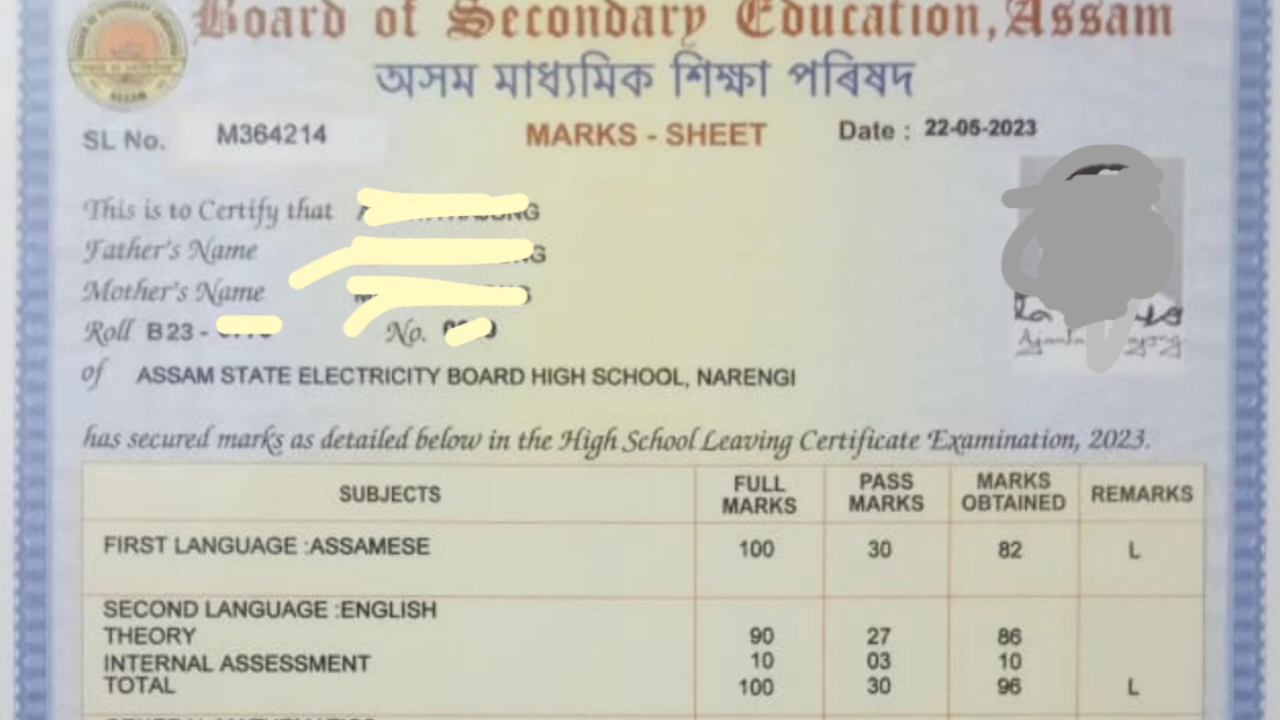 Board of Secondary Education, Assam
অসম মাধ্যমিক শিক্ষা পৰিষদ
SL No. M364214 MARKS - SHEET Date : 22-05-2023
This is to Certify that
Father's Name
Mother's Name
Roll B23 - No.
of ASSAM STATE ELECTRICITY BOARD HIGH SCHOOL, NARENGI
has secured marks as detailed below in the High School Leaving Certificate Examination, 2023.
SUBJECTS FULL MARKS PASS MARKS MARKS OBTAINED REMARKS
FIRST LANGUAGE :ASSAMESE 100 30 82 L
SECOND LANGUAGE :ENGLISH
THEORY 90 27 86
INTERNAL ASSESSMENT 10 03 10
TOTAL 100 30 96 L